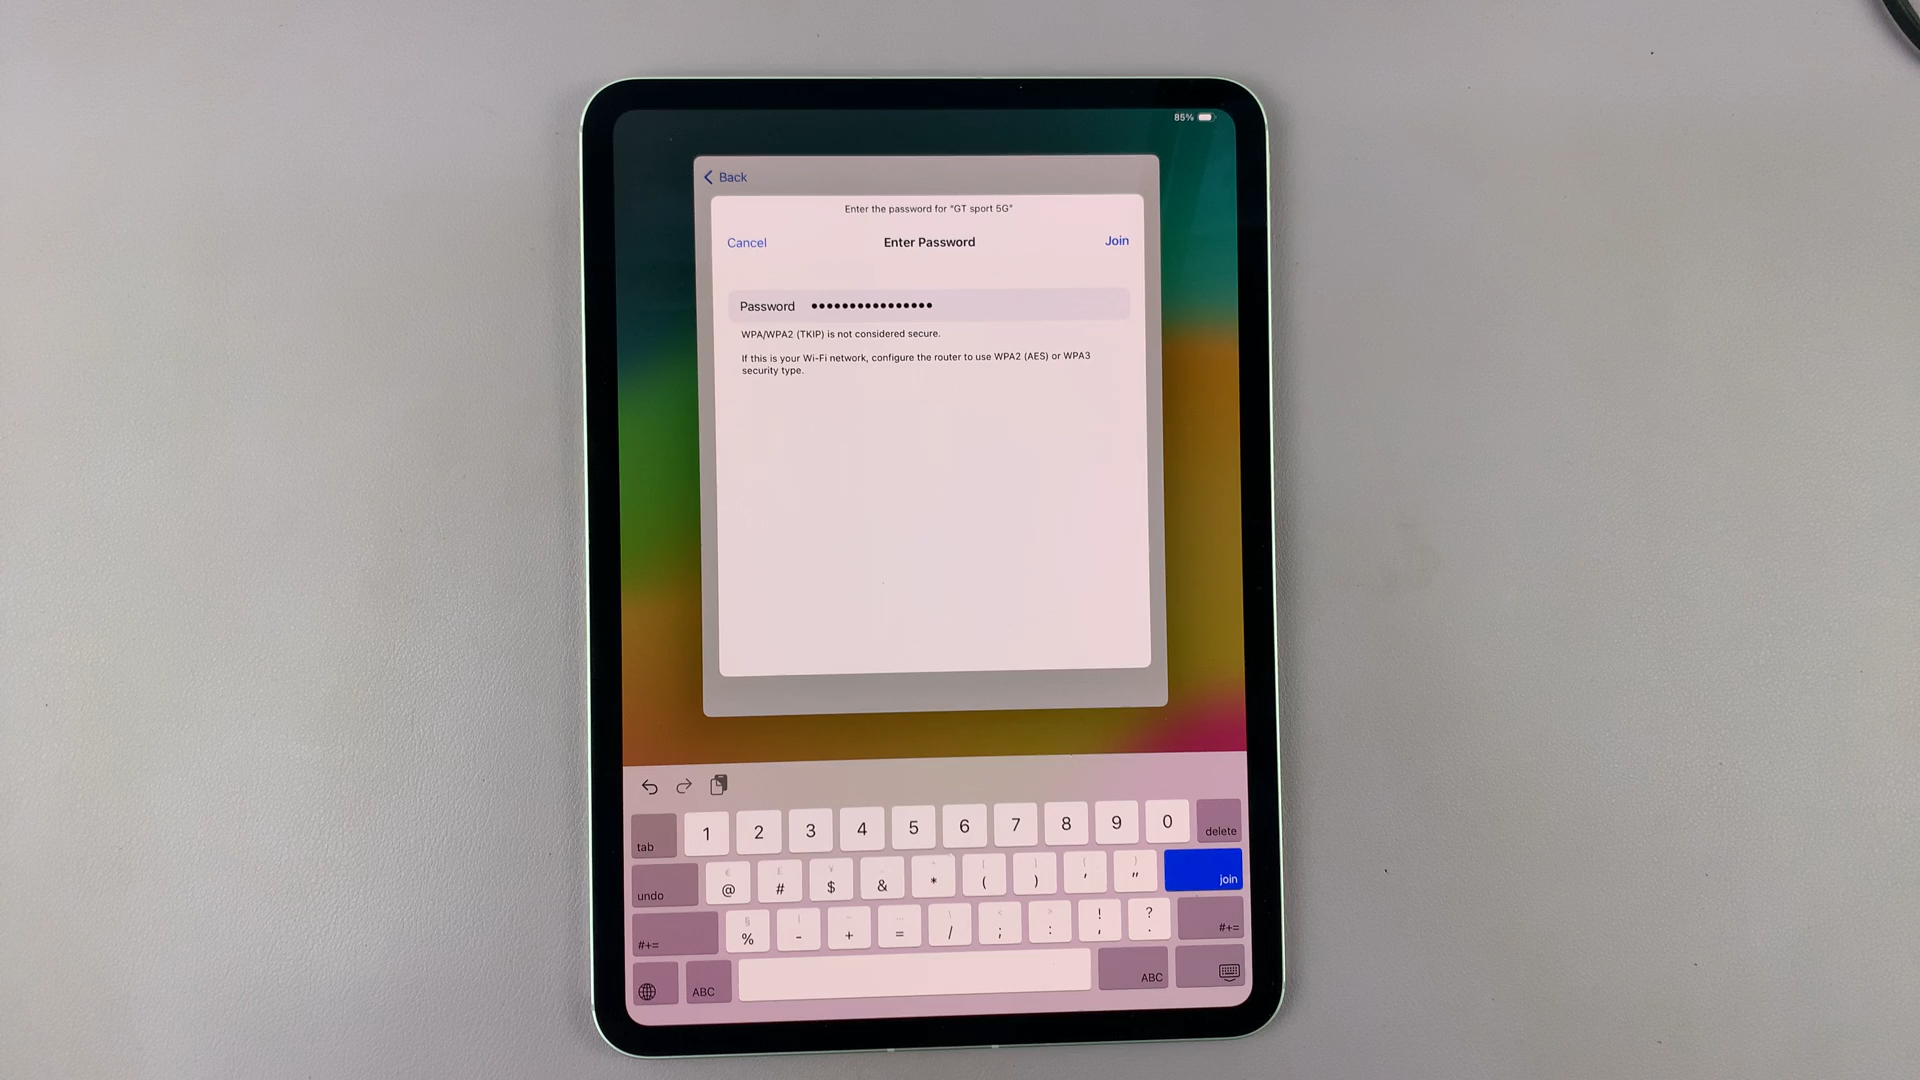 85%
Back
Enter the password for "GT sport 5G"
Cancel Enter Password Join
Password ●●●●●●●●●●●●●●●●
WPA/WPA2 (TKIP) is not considered secure.
If this is your Wi-Fi network, configure the router to use WPA2 (AES) or WPA3
security type.
tab 1 2 3 4 5 6 7 8 9 0 delete
undo @ # $ & * ( ) ' " join
#+= % - + = / ; : ! , ? . #+=
ABC ABC